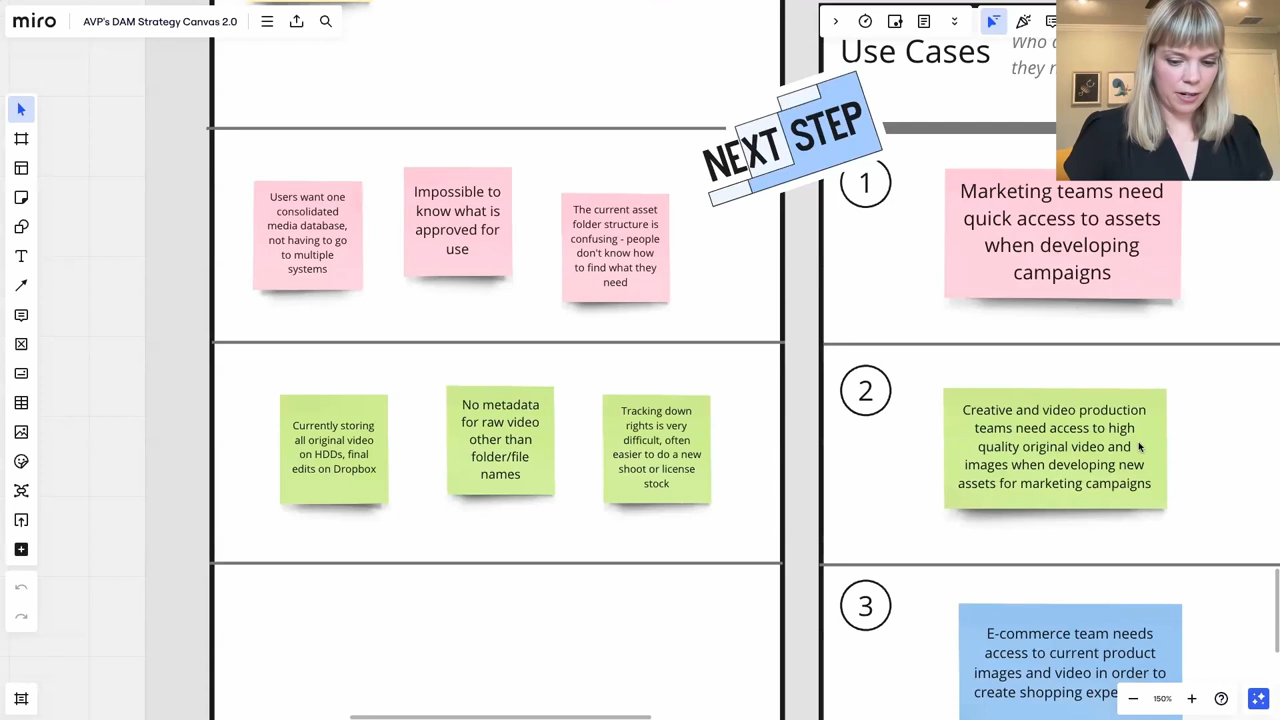 miro
AVP's DAM Strategy Canvas 2.0
Use Cases
Who
they
NEXT STEP
Users want one
consolidated
media database,
not having to go
to multiple
systems
Impossible to
know what is
approved for
use
The current asset
folder structure is
confusing - people
don't know how
to find what they
need
1
Marketing teams need
quick access to assets
when developing
campaigns
Currently storing
all original video
on HDDs, final
edits on Dropbox
No metadata
for raw video
other than
folder/file
names
Tracking down
rights is very
difficult, often
easier to do a new
shoot or license
stock
2
Creative and video production
teams need access to high
quality original video and
images when developing new
assets for marketing campaigns
3
E-commerce team needs
access to current product
images and video in order to
create shopping
150%